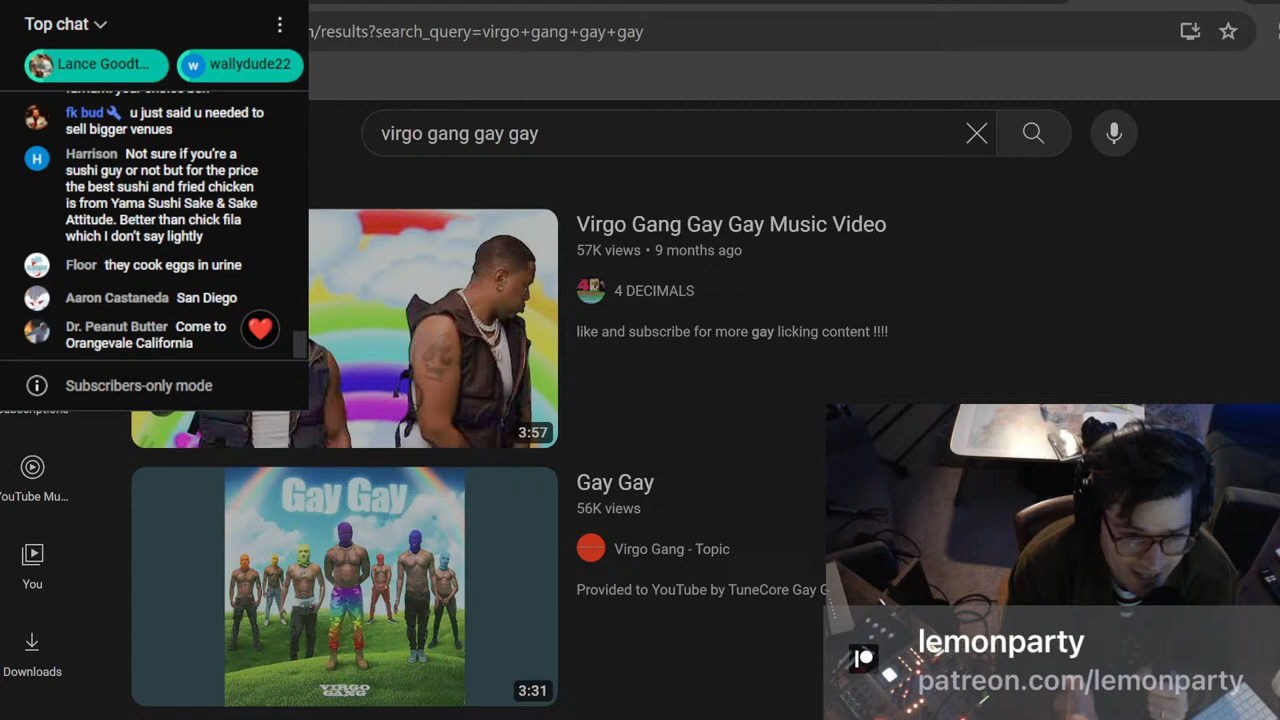 Top chat
Lance Goodt...
w wallydude22
fk bud u just said u needed to
sell bigger venues
H Harrison Not sure if you're a
sushi guy or not but for the price
the best sushi and fried chicken
is from Yama Sushi Sake & Sake
Attitude. Better than chick fila
which I don't say lightly
Floor they cook eggs in urine
Aaron Castaneda San Diego
Dr. Peanut Butter Come to
Orangevale California
Subscribers-only mode
n/results?search_query=virgo+gang+gay+gay
virgo gang gay gay
Virgo Gang Gay Gay Music Video
57K views • 9 months ago
4 DECIMALS
like and subscribe for more gay licking content !!!!
3:57
YouTube Mu...
You
Downloads
Gay Gay
VIRGO
GANG
3:31
Gay Gay
56K views
Virgo Gang - Topic
Provided to YouTube by TuneCore Gay G
lemonparty
patreon.com/lemonparty